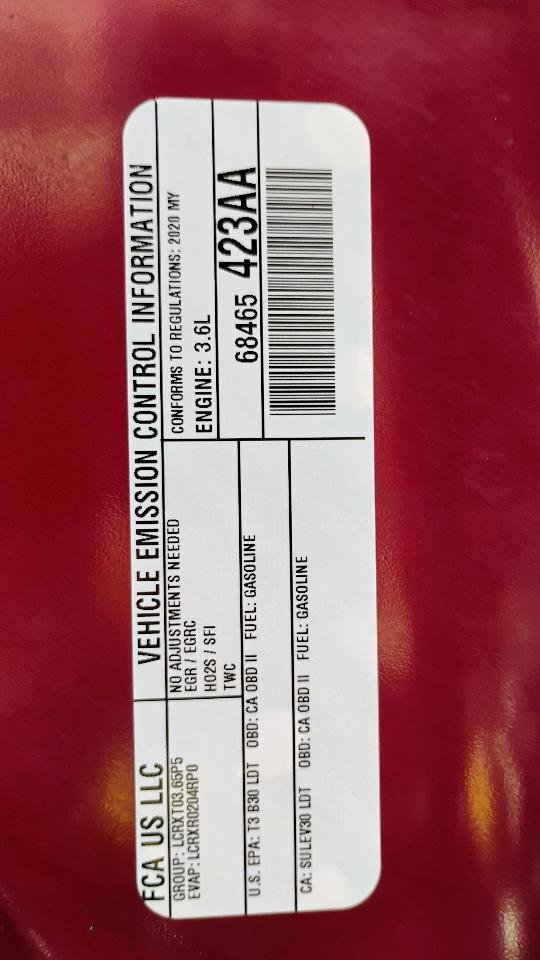 FCA US LLC
VEHICLE EMISSION CONTROL INFORMATION
GROUP: LCRXT03.65P5
EVAP: LCRXR0204RP0
NO ADJUSTMENTS NEEDED
EGR / EGRC
HO2S / SFI
TWC
CONFORMS TO REGULATIONS: 2020 MY
ENGINE: 3.6L
68465 423AA
U.S. EPA: T3 B30 LDT OBD: CA OBD II FUEL: GASOLINE
CA: SULEV30 LDT OBD: CA OBD II FUEL: GASOLINE